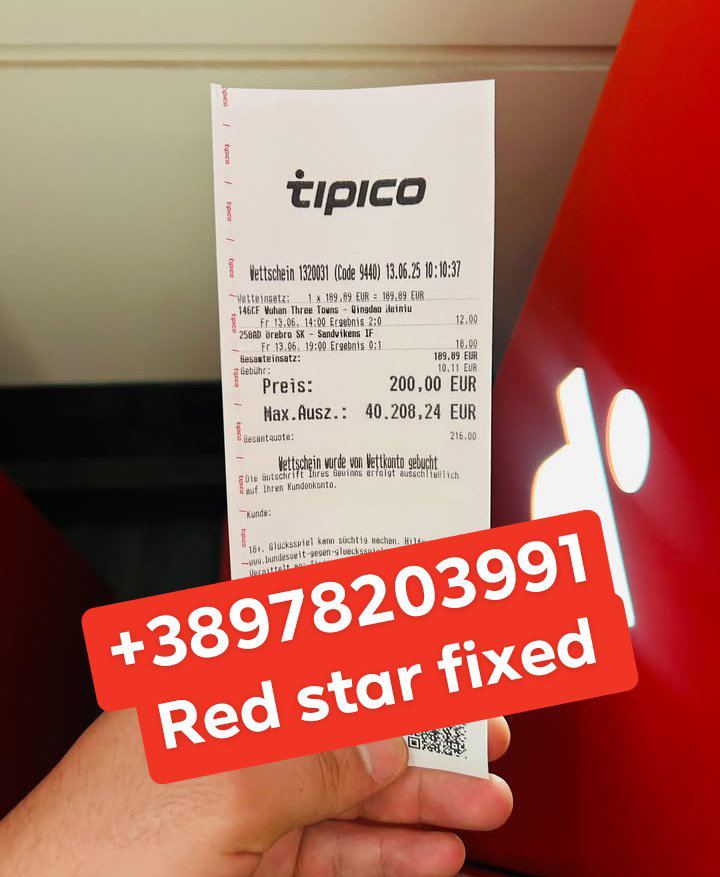 tipico
Wettschein 1320031 (Code 9440) 13.06.25 10:10:37
Wetteinsatz: 1 x 189,89 EUR = 189,89 EUR
146CF Wuhan Three Towns - Qingdao Hainiu
Fr 13.06. 14:00 Ergebnis 2:0 12,00
258AD Örebro SK - Sandvikens IF
Fr 13.06. 19:00 Ergebnis 0:1 18,00
Gesamteinsatz: 189,89 EUR
Gebühr: 10,11 EUR
Preis: 200,00 EUR
Max.Ausz.: 40.208,24 EUR
Gesamtquote: 216,00
Wettschein wurde von Wettkonto gebucht
Die Gutschrift Ihres Gewinns erfolgt ausschließlich
auf Ihren Kundenkonto.
Kunde:
18+. Glücksspiel kann süchtig machen.
+38978203991
Red star fixed